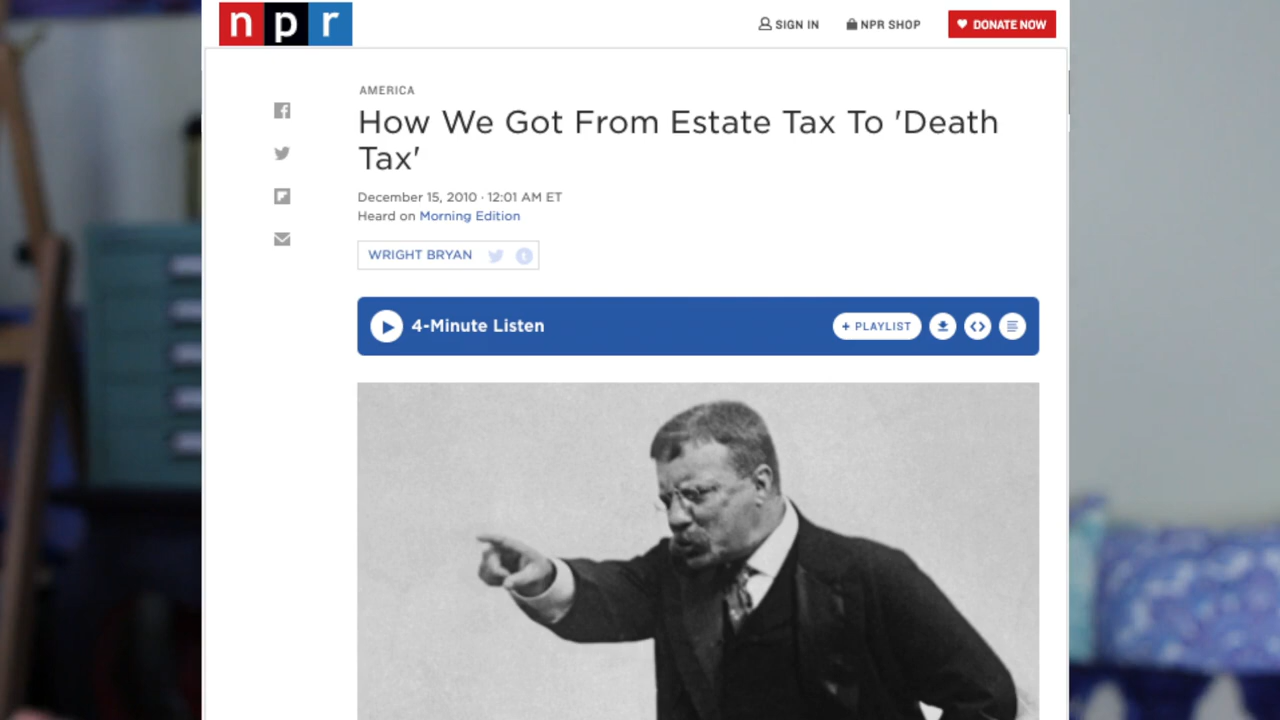 npr
SIGN IN
NPR SHOP
DONATE NOW
AMERICA
How We Got From Estate Tax To 'Death
Tax'
December 15, 2010 · 12:01 AM ET
Heard on Morning Edition
WRIGHT BRYAN
4-Minute Listen
+ PLAYLIST